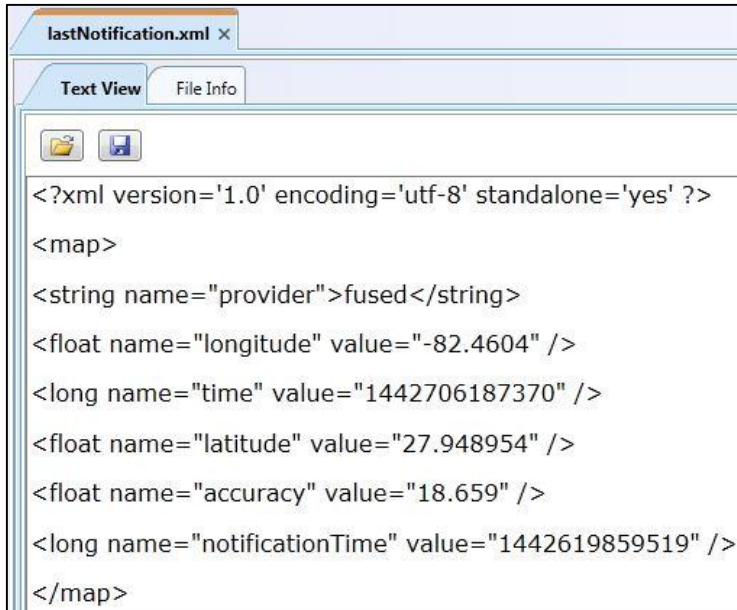 lastNotification.xml ×
Text View File Info
<?xml version='1.0' encoding='utf-8' standalone='yes' ?>
<map>
<string name="provider">fused</string>
<float name="longitude" value="-82.4604" />
<long name="time" value="1442706187370" />
<float name="latitude" value="27.948954" />
<float name="accuracy" value="18.659" />
<long name="notificationTime" value="1442619859519" />
</map>